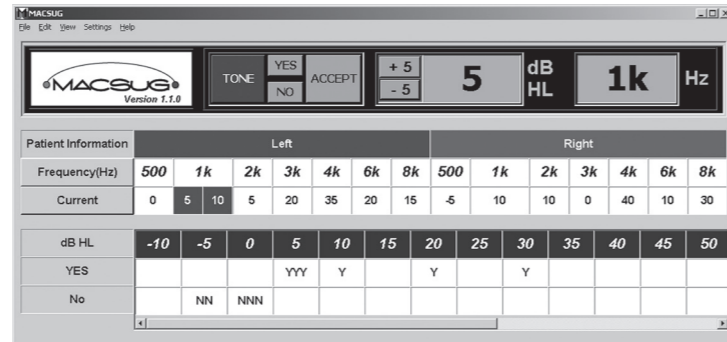 MACSUG
File Edit View Settings Help
MACSUG
Version 1.1.0
TONE YES NO ACCEPT + 5 - 5 5 dB HL 1k Hz
Patient Information Left Right
Frequency(Hz) 500 1k 2k 3k 4k 6k 8k 500 1k 2k 3k 4k 6k 8k
Current 0 5 10 5 20 35 20 15 -5 10 10 0 40 10 30
dB HL -10 -5 0 5 10 15 20 25 30 35 40 45 50
YES YYY Y Y Y
No NN NNN